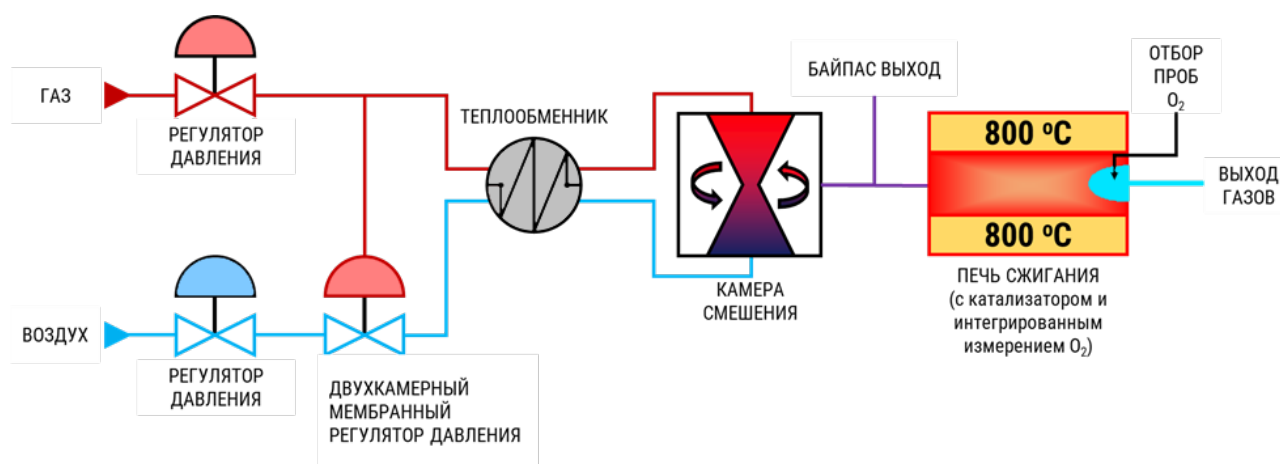 ГАЗ
РЕГУЛЯТОР
ДАВЛЕНИЯ
ТЕПЛООБМЕННИК
БАЙПАС ВЫХОД
ОТБОР
ПРОБ
O₂
800 ºC
800 ºC
ВЫХОД
ГАЗОВ
КАМЕРА
СМЕШЕНИЯ
ПЕЧЬ СЖИГАНИЯ
(с катализатором и
интегрированным
измерением O₂)
ВОЗДУХ
РЕГУЛЯТОР
ДАВЛЕНИЯ
ДВУХКАМЕРНЫЙ
МЕМБРАННЫЙ
РЕГУЛЯТОР ДАВЛЕНИЯ